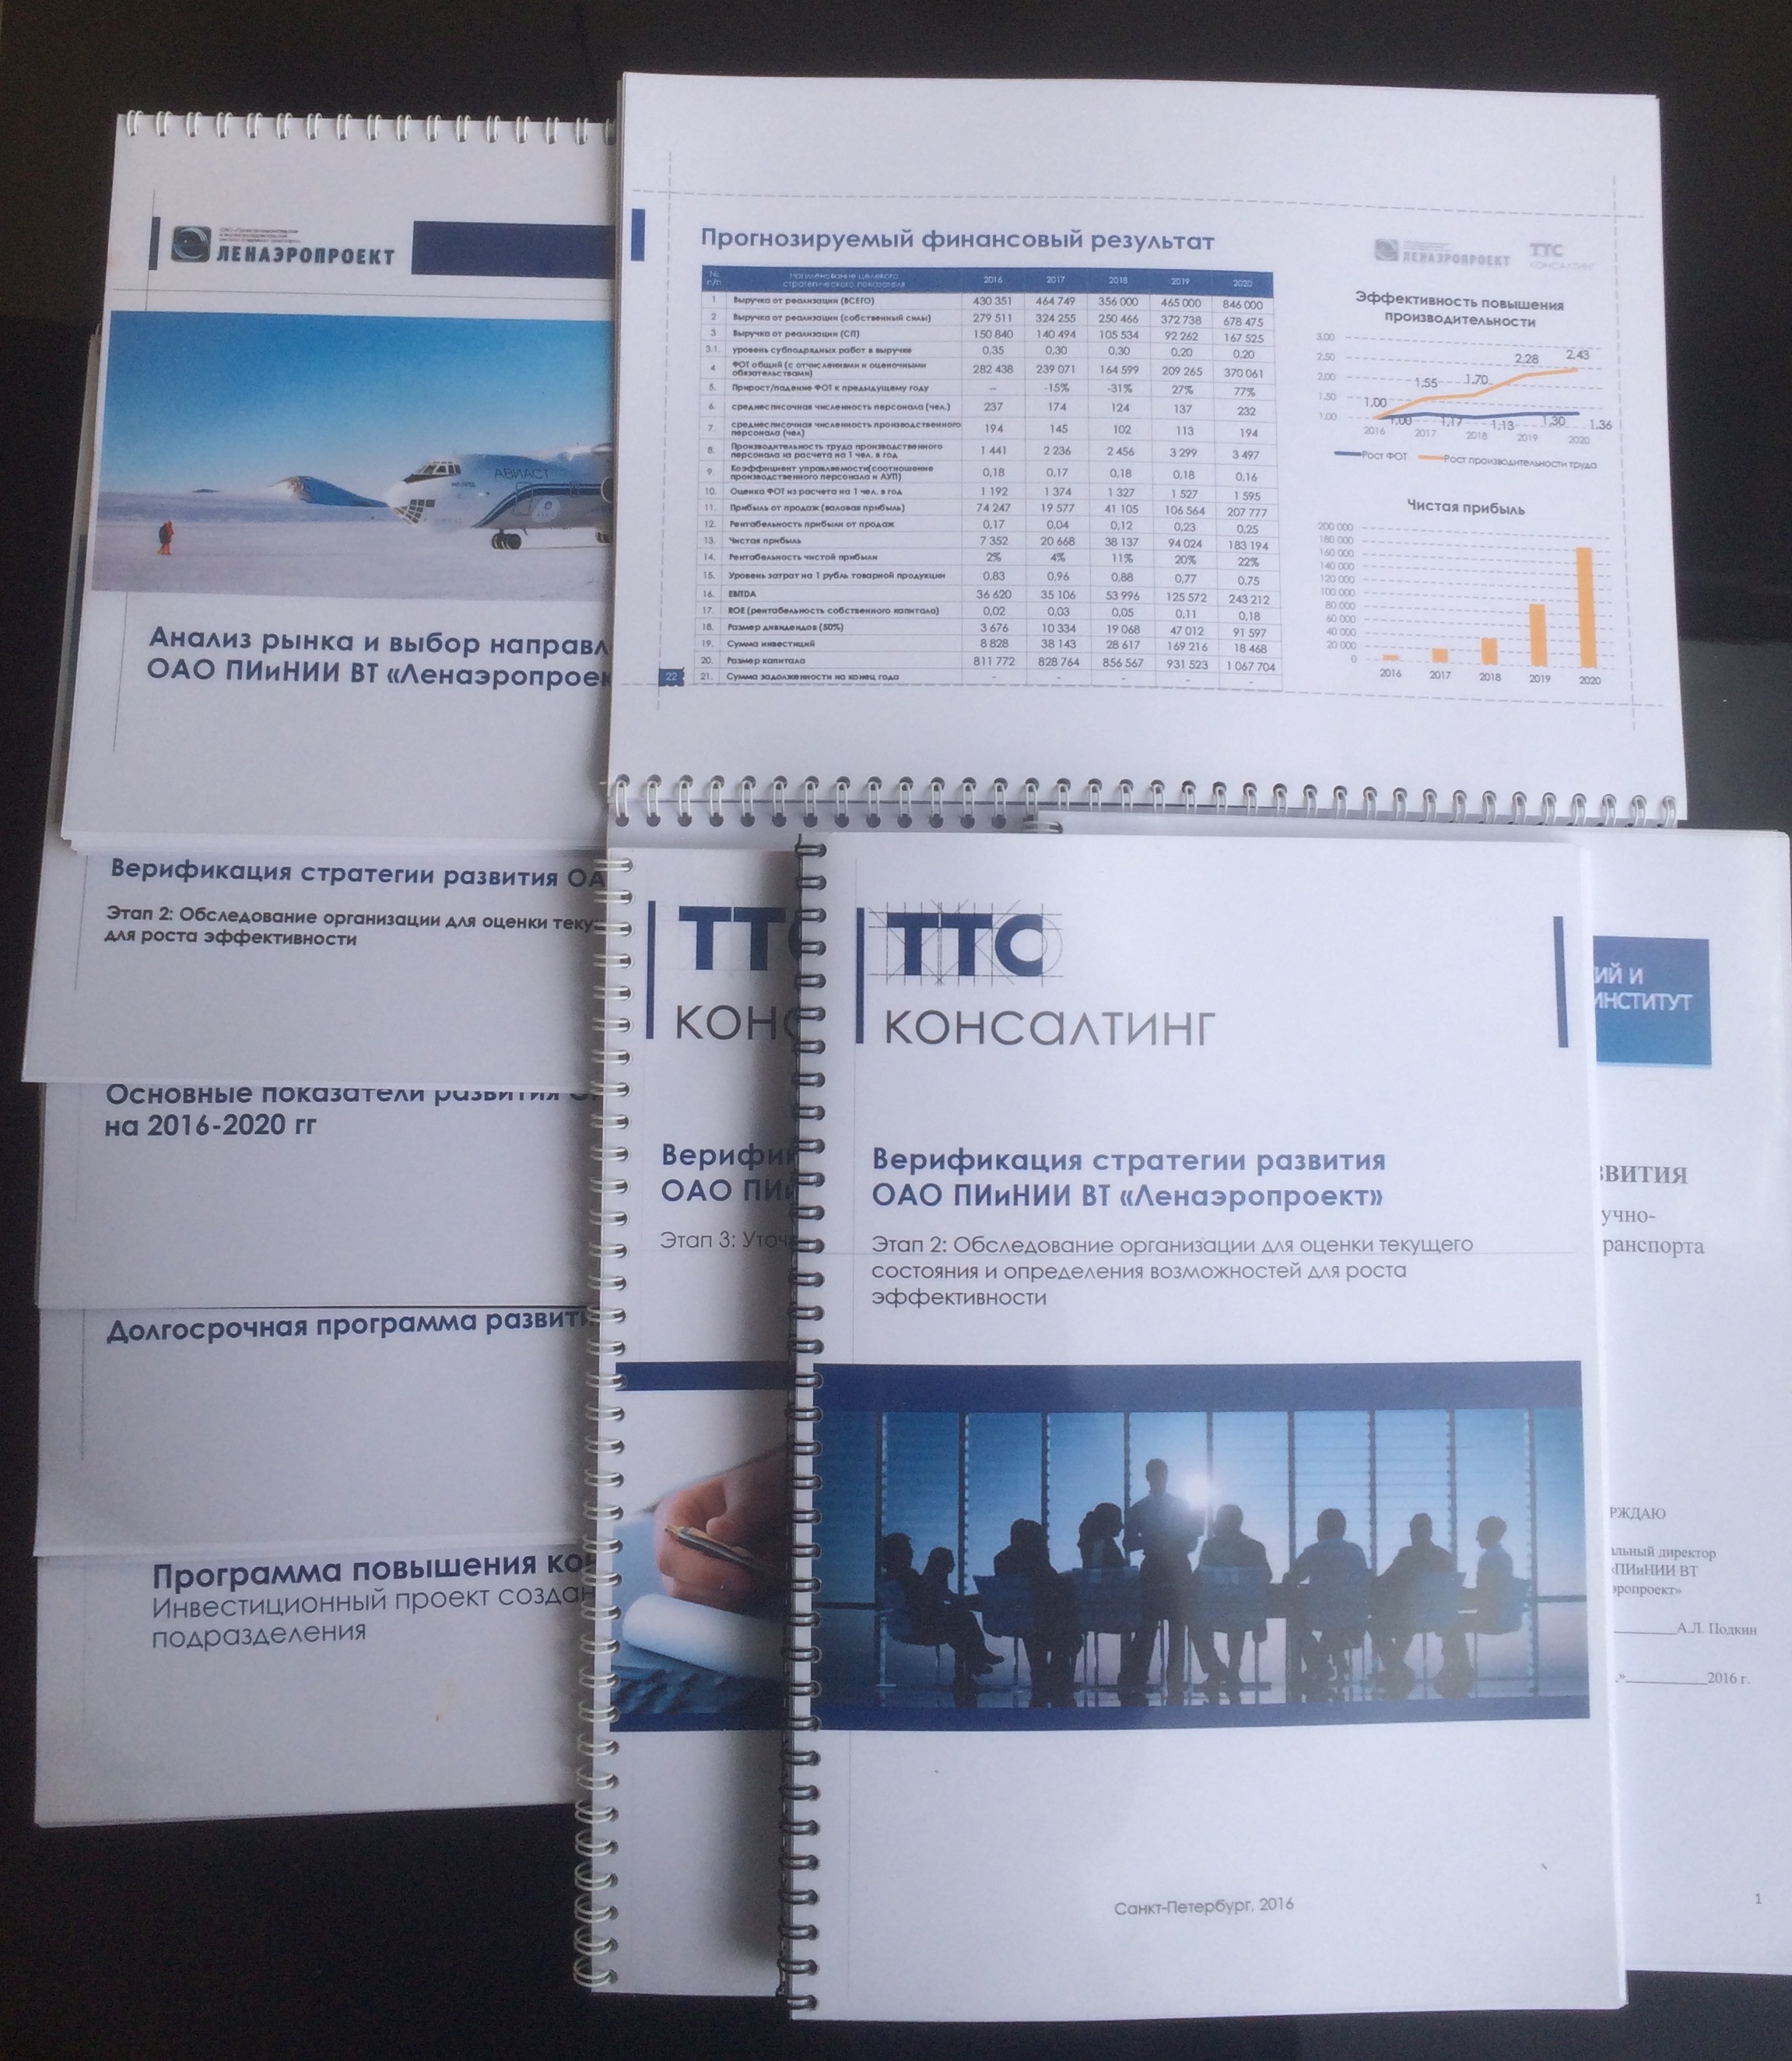 ЛЕНАЭРОПРОЕКТ
АВИАСТ
Анализ рынка и выбор направл
ОАО ПИиНИИ ВТ «Ленаэропроек
Верификация стратегии развития ОА
Этап 2: Обследование организации для оценки теку
для роста эффективности
Основные показатели развития
на 2016-2020 гг
Долгосрочная программа развити
Программа повышения ко
Инвестиционный проект создан
подразделения
Прогнозируемый финансовый результат
ЛЕНАЭРОПРОЕКТ
ТТС
КОНСАЛТИНГ
№ п/п Наименование целевого стратегического показателя 2016 2017 2018 2019 2020
1 Выручка от реализации (ВСЕГО) 430 351 464 749 356 000 465 000 846 000
2 Выручка от реализации (собственный силы) 279 511 324 255 250 466 372 738 678 475
3 Выручка от реализации (СП) 150 840 140 494 105 534 92 262 167 525
3.1. уровень субподрядных работ в выручке 0,35 0,30 0,30 0,20 0,20
4 ФОТ общий (с отчислениями и оценочными обязательствами) 282 438 239 071 164 599 209 265 370 061
5. Прирост/падение ФОТ к предыдущему году – -15% -31% 27% 77%
6. среднесписочная численность персонала (чел.) 237 174 124 137 232
7. среднесписочная численность производственного персонала (чел) 194 145 102 113 194
8. Производительность труда производственного персонала из расчета на 1 чел. в год 1 441 2 236 2 456 3 299 3 497
9. Коэффициент управляемости(соотношение производственного персонала и АУП) 0,18 0,17 0,18 0,18 0,16
10. Оценка ФОТ из расчета на 1 чел. в год 1 192 1 374 1 327 1 527 1 595
11. Прибыль от продаж (валовая прибыль) 74 247 19 577 41 105 106 564 207 777
12. Рентабельность прибыли от продаж 0,17 0,04 0,12 0,23 0,25
13. Чистая прибыль 7 352 20 668 38 137 94 024 183 194
14. Рентабельность чистой прибыли 2% 4% 11% 20% 22%
15. Уровень затрат на 1 рубль товарной продукции 0,83 0,96 0,88 0,77 0,75
16. EBITDA 36 620 35 106 53 996 125 572 243 212
17. ROE (рентабельность собственного капитала) 0,02 0,03 0,05 0,11 0,18
18. Размер дивидендов (50%) 3 676 10 334 19 068 47 012 91 597
19. Сумма инвестиций 8 828 38 143 28 617 169 216 18 468
20. Размер капитала 811 772 828 764 856 567 931 523 1 067 704
21. Сумма задолженности на конец года - - - - -
22
Эффективность повышения
производительности
3.00
2.50
2.00
1.50
1.00
1.00 1.55 1.70 2.28 2.43
1.00 1.17 1.13 1.30 1.36
2016 2017 2018 2019 2020
Рост ФОТ Рост производительности труда
Чистая прибыль
200 000
180 000
160 000
140 000
120 000
100 000
80 000
60 000
40 000
20 000
0
2016 2017 2018 2019 2020
ТТ
КОНС
Верифи
ОАО ПИи
Этап 3: Уточ
ТТС
КОНСАЛТИНГ
Верификация стратегии развития
ОАО ПИиНИИ ВТ «Ленаэропроект»
Этап 2: Обследование организации для оценки текущего
состояния и определения возможностей для роста
эффективности
Санкт-Петербург, 2016
ИЙ И
ИНСТИТУТ
ЗВИТИЯ
учно-
ранспорта
РЖДАЮ
альный директор
«ПИиНИИ ВТ
эропроект»
А.Л. Подкин
.» 2016 г.
1